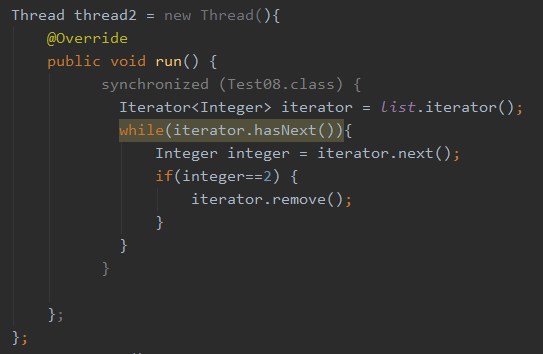 Thread thread2 = new Thread(){
@Override
public void run() {
synchronized (Test08.class) {
Iterator<Integer> iterator = list.iterator();
while(iterator.hasNext()){
Integer integer = iterator.next();
if(integer==2) {
iterator.remove();
}
}
}
};
};